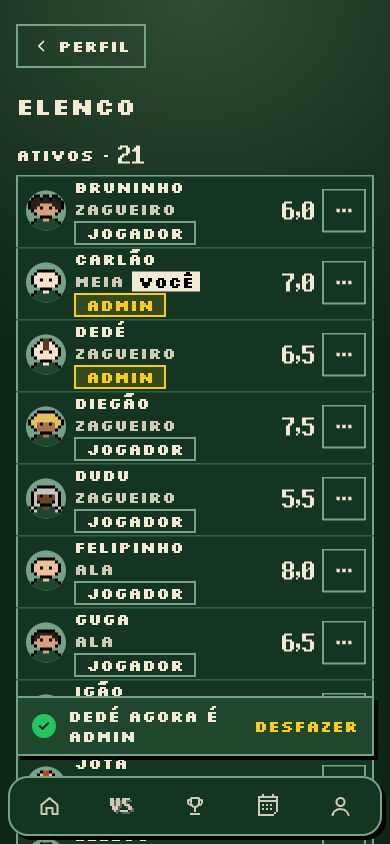 PERFIL
ELENCO
ATIVOS · 21
BRUNINHO
ZAGUEIRO
JOGADOR
6,0
CARLÃO
MEIA VOCÊ
ADMIN
7,0
DEDÉ
ZAGUEIRO
ADMIN
6,5
DIEGÃO
ZAGUEIRO
JOGADOR
7,5
DUDU
ZAGUEIRO
JOGADOR
5,5
FELIPINHO
ALA
JOGADOR
8,0
GUGA
ALA
JOGADOR
6,5
IGÃO
DEDÉ AGORA É
ADMIN
DESFAZER
JOTA
VS